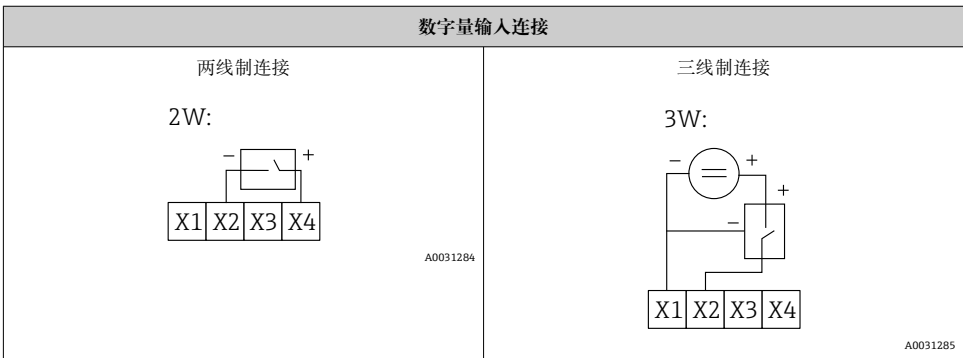 数字量输入连接
两线制连接
2W:
− +
X1 X2 X3 X4
A0031284
三线制连接
3W:
− +
+
−
X1 X2 X3 X4
A0031285